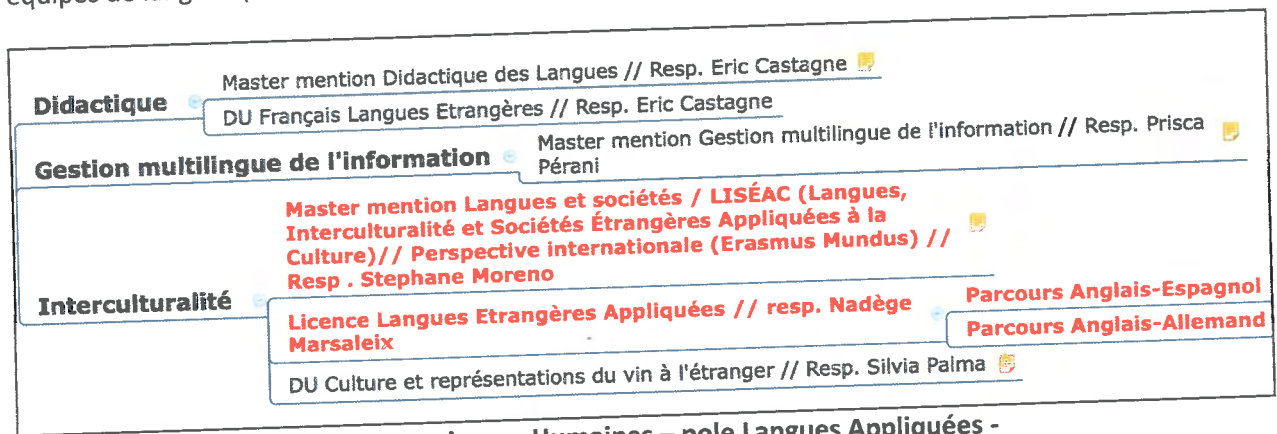 équipes de lang
Master mention Didactique des Langues // Resp. Eric Castagne
Didactique
DU Français Langues Etrangères // Resp. Eric Castagne
Master mention Gestion multilingue de l'information // Resp. Prisca
Pérani
Gestion multilingue de l'information
Master mention Langues et sociétés / LISÉAC (Langues,
Interculturalité et Sociétés Étrangères Appliquées à la
Culture)// Perspective internationale (Erasmus Mundus) //
Resp . Stephane Moreno
Interculturalité
Licence Langues Etrangères Appliquées // resp. Nadège
Marsaleix
Parcours Anglais-Espagnol
Parcours Anglais-Allemand
DU Culture et représentations du vin à l'étranger // Resp. Silvia Palma
Humaines – pole Langues Appliquées -